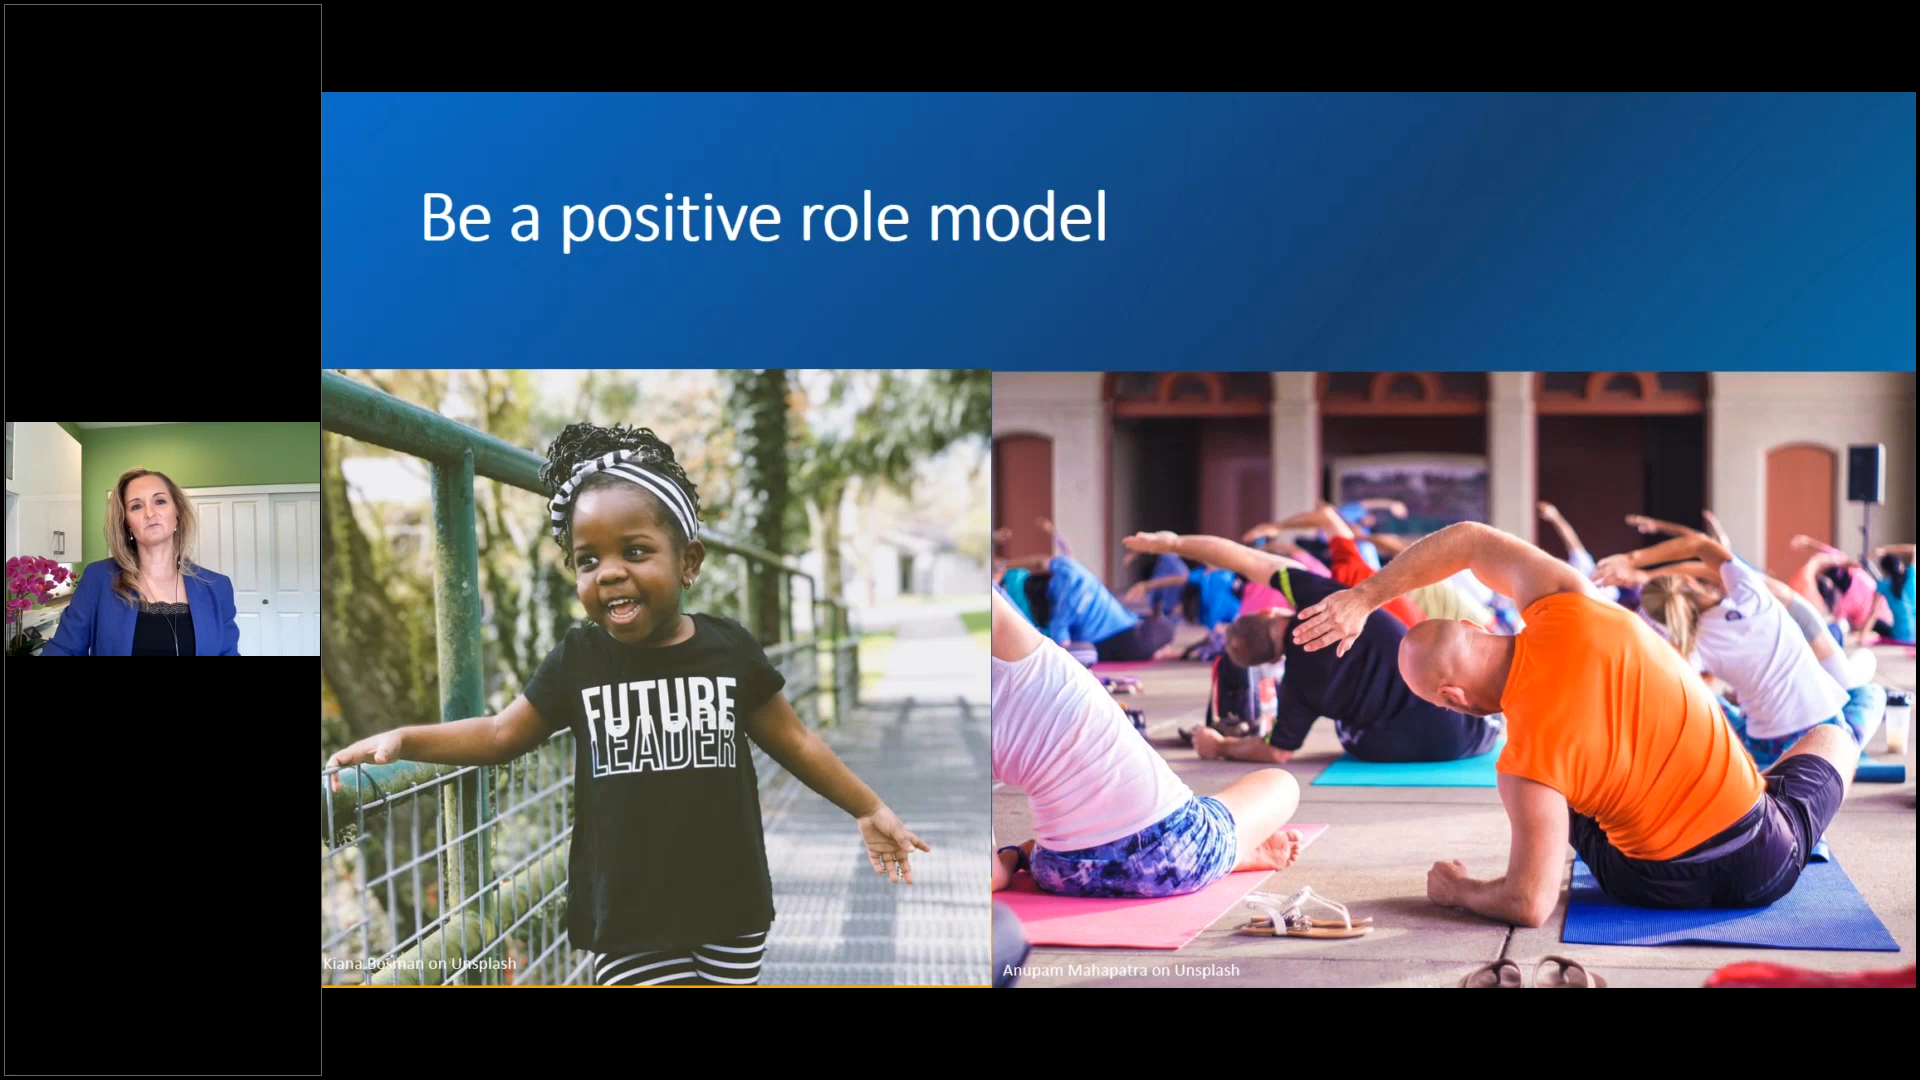 Be a positive role model
FUTURE
LEADER
Kiana Bosman on Unsplash
Anupam Mahapatra on Unsplash